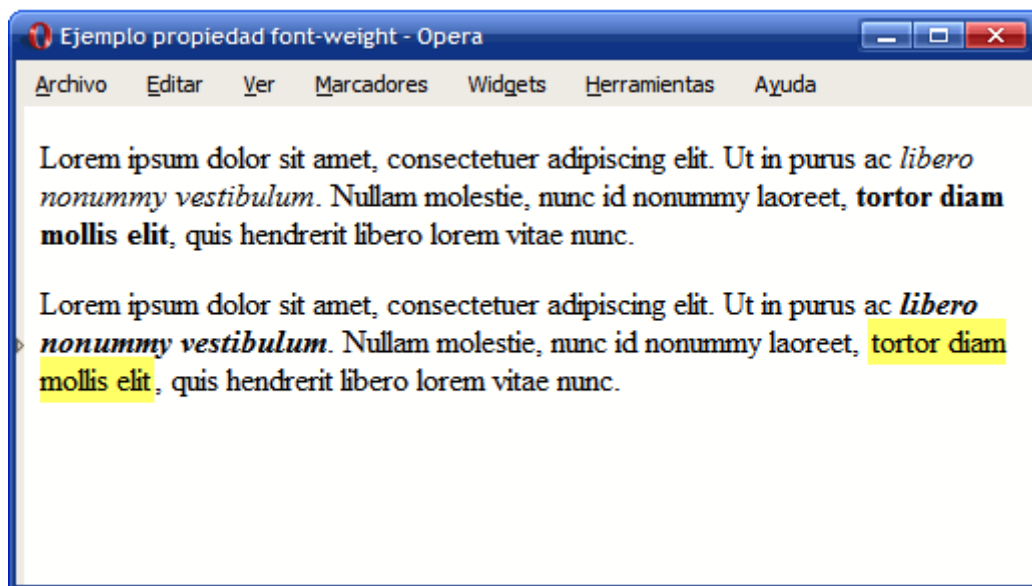 Ejemplo propiedad font-weight - Opera
Archivo Editar Ver Marcadores Widgets Herramientas Ayuda
Lorem ipsum dolor sit amet, consectetuer adipiscing elit. Ut in purus ac libero
nonummy vestibulum. Nullam molestie, nunc id nonummy laoreet, tortor diam
mollis elit, quis hendrerit libero lorem vitae nunc.
Lorem ipsum dolor sit amet, consectetuer adipiscing elit. Ut in purus ac libero
nonummy vestibulum. Nullam molestie, nunc id nonummy laoreet, tortor diam
mollis elit, quis hendrerit libero lorem vitae nunc.